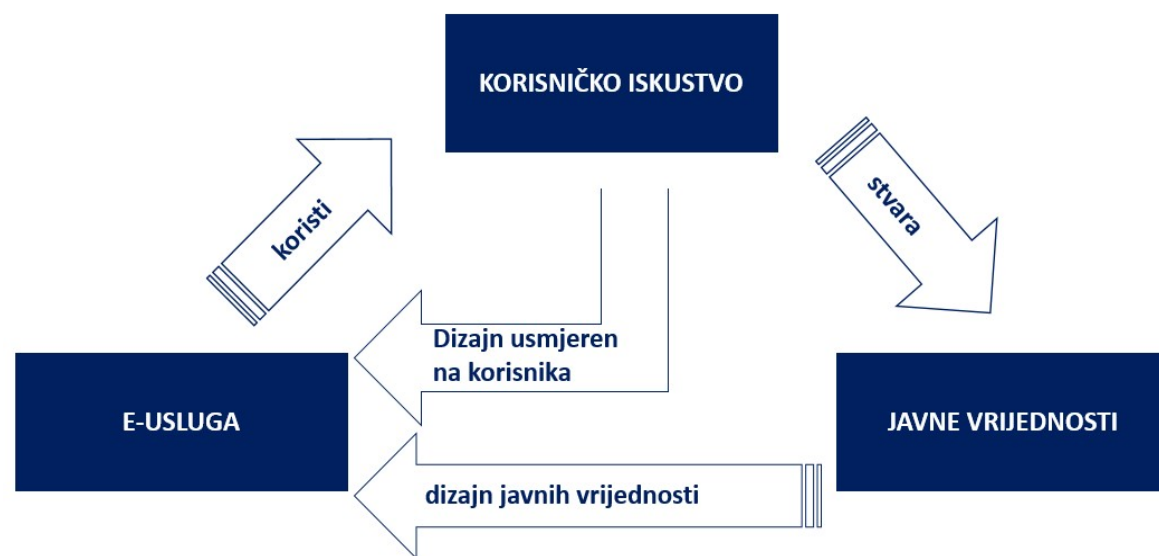 KORISNIČKO ISKUSTVO
koristi
stvara
Dizajn usmjeren
na korisnika
E-USLUGA
JAVNE VRIJEDNOSTI
dizajn javnih vrijednosti